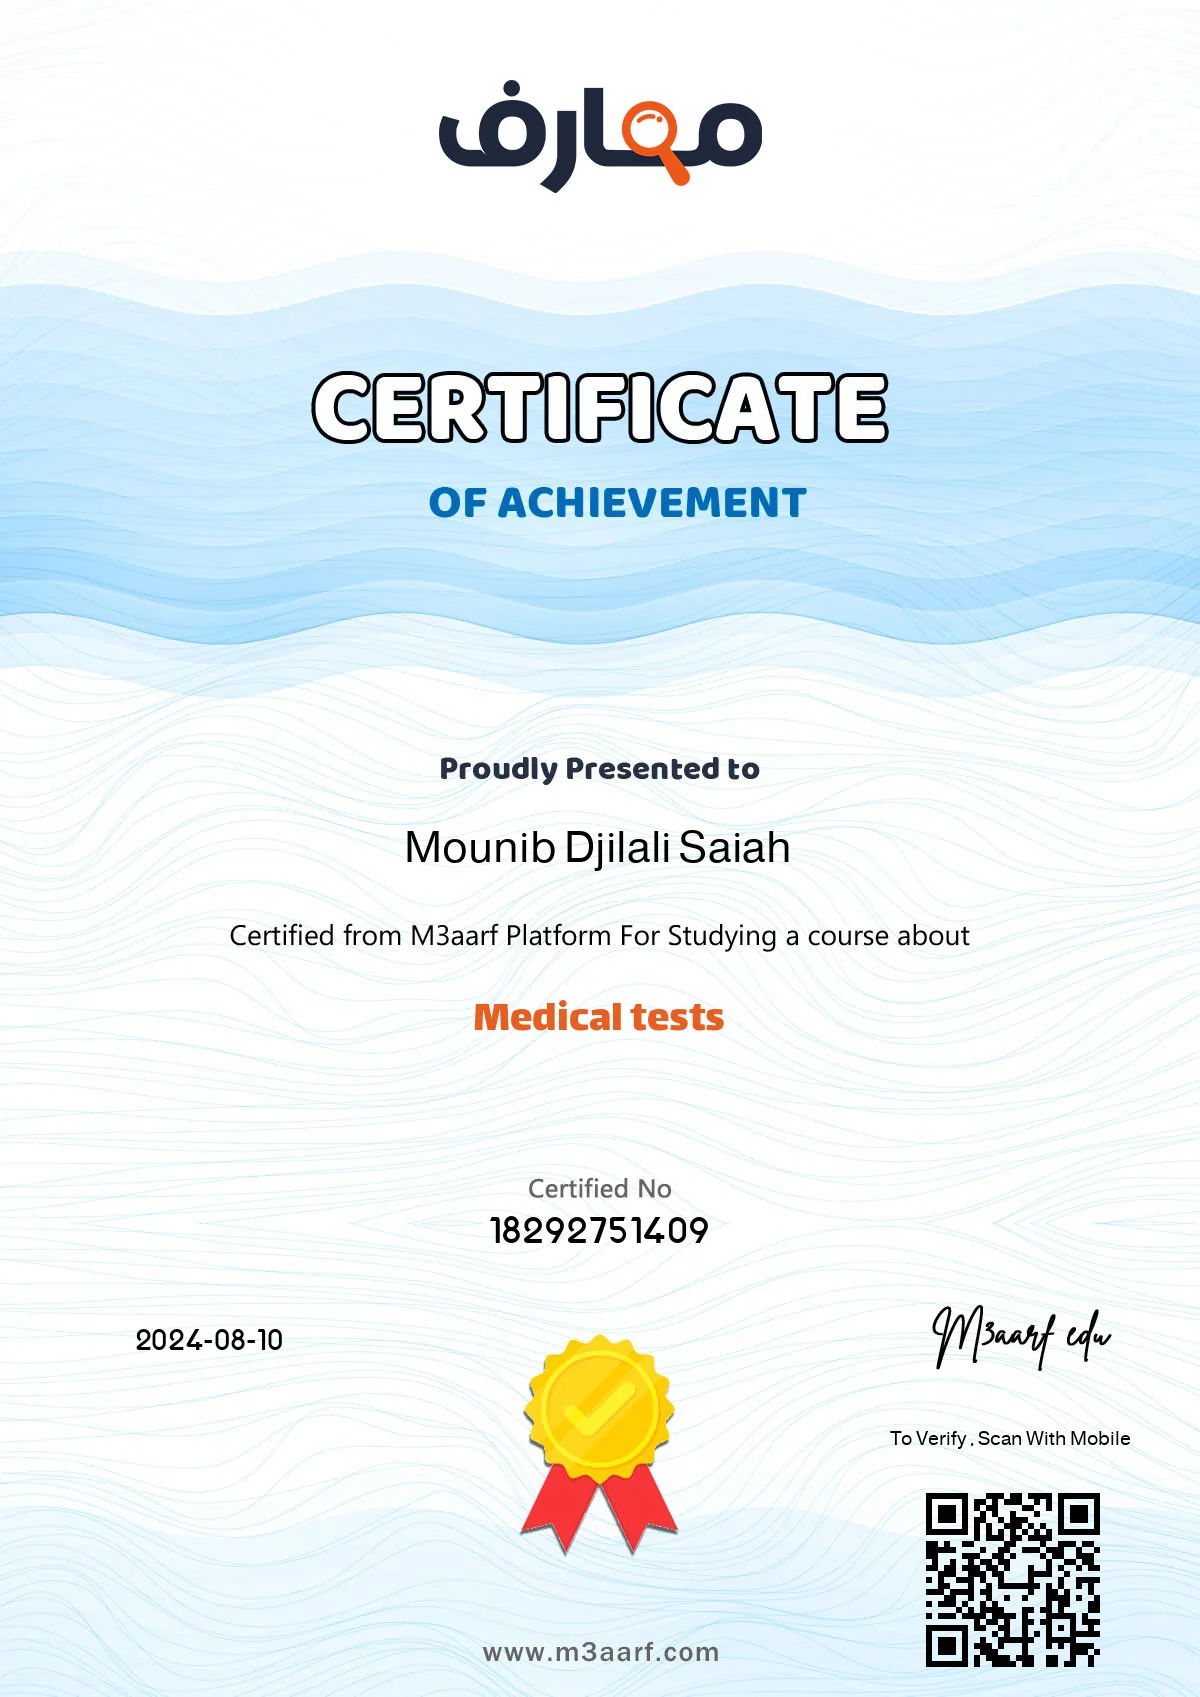 معارف
CERTIFICATE
OF ACHIEVEMENT
Proudly Presented to
Mounib Djilali Saiah
Certified from M3aarf Platform For Studying a course about
Medical tests
Certified No
18292751409
2024-08-10
M3aarf edu
To Verify, Scan With Mobile
www.m3aarf.com